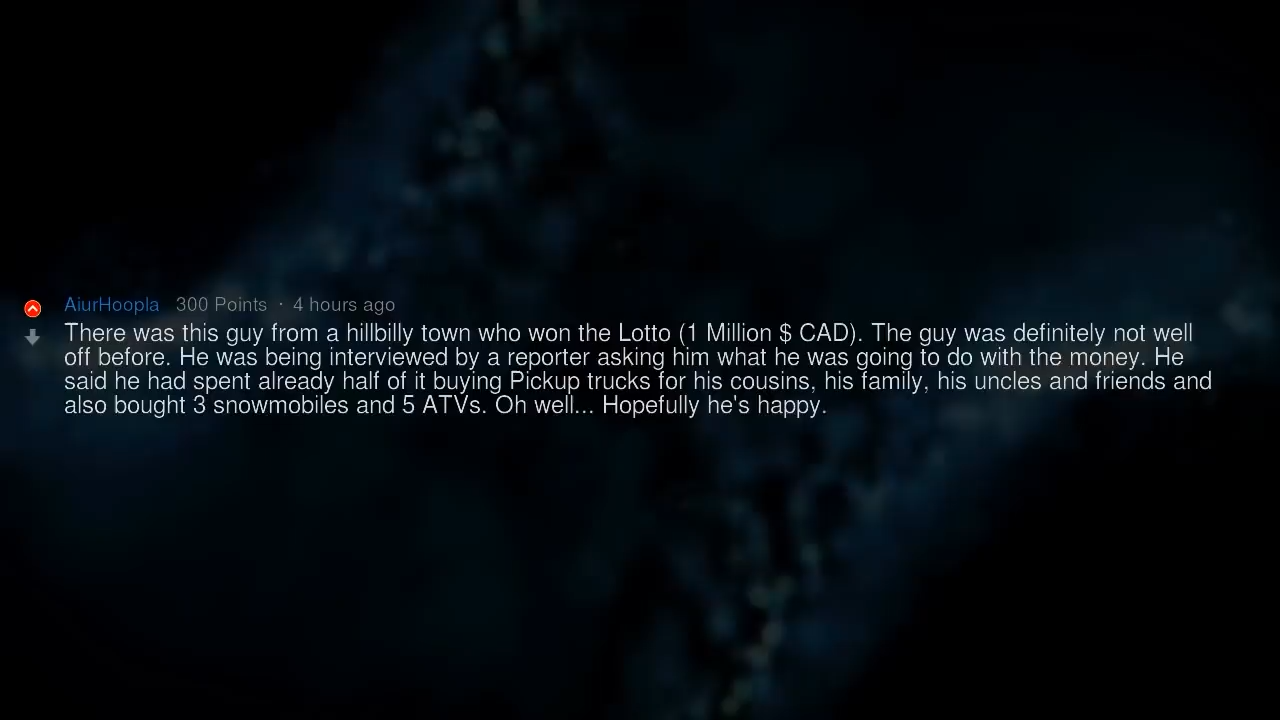 AiurHoopla 300 Points · 4 hours ago
There was this guy from a hillbilly town who won the Lotto (1 Million $ CAD). The guy was definitely not well
off before. He was being interviewed by a reporter asking him what he was going to do with the money. He
said he had spent already half of it buying Pickup trucks for his cousins, his family, his uncles and friends and
also bought 3 snowmobiles and 5 ATVs. Oh well... Hopefully he's happy.